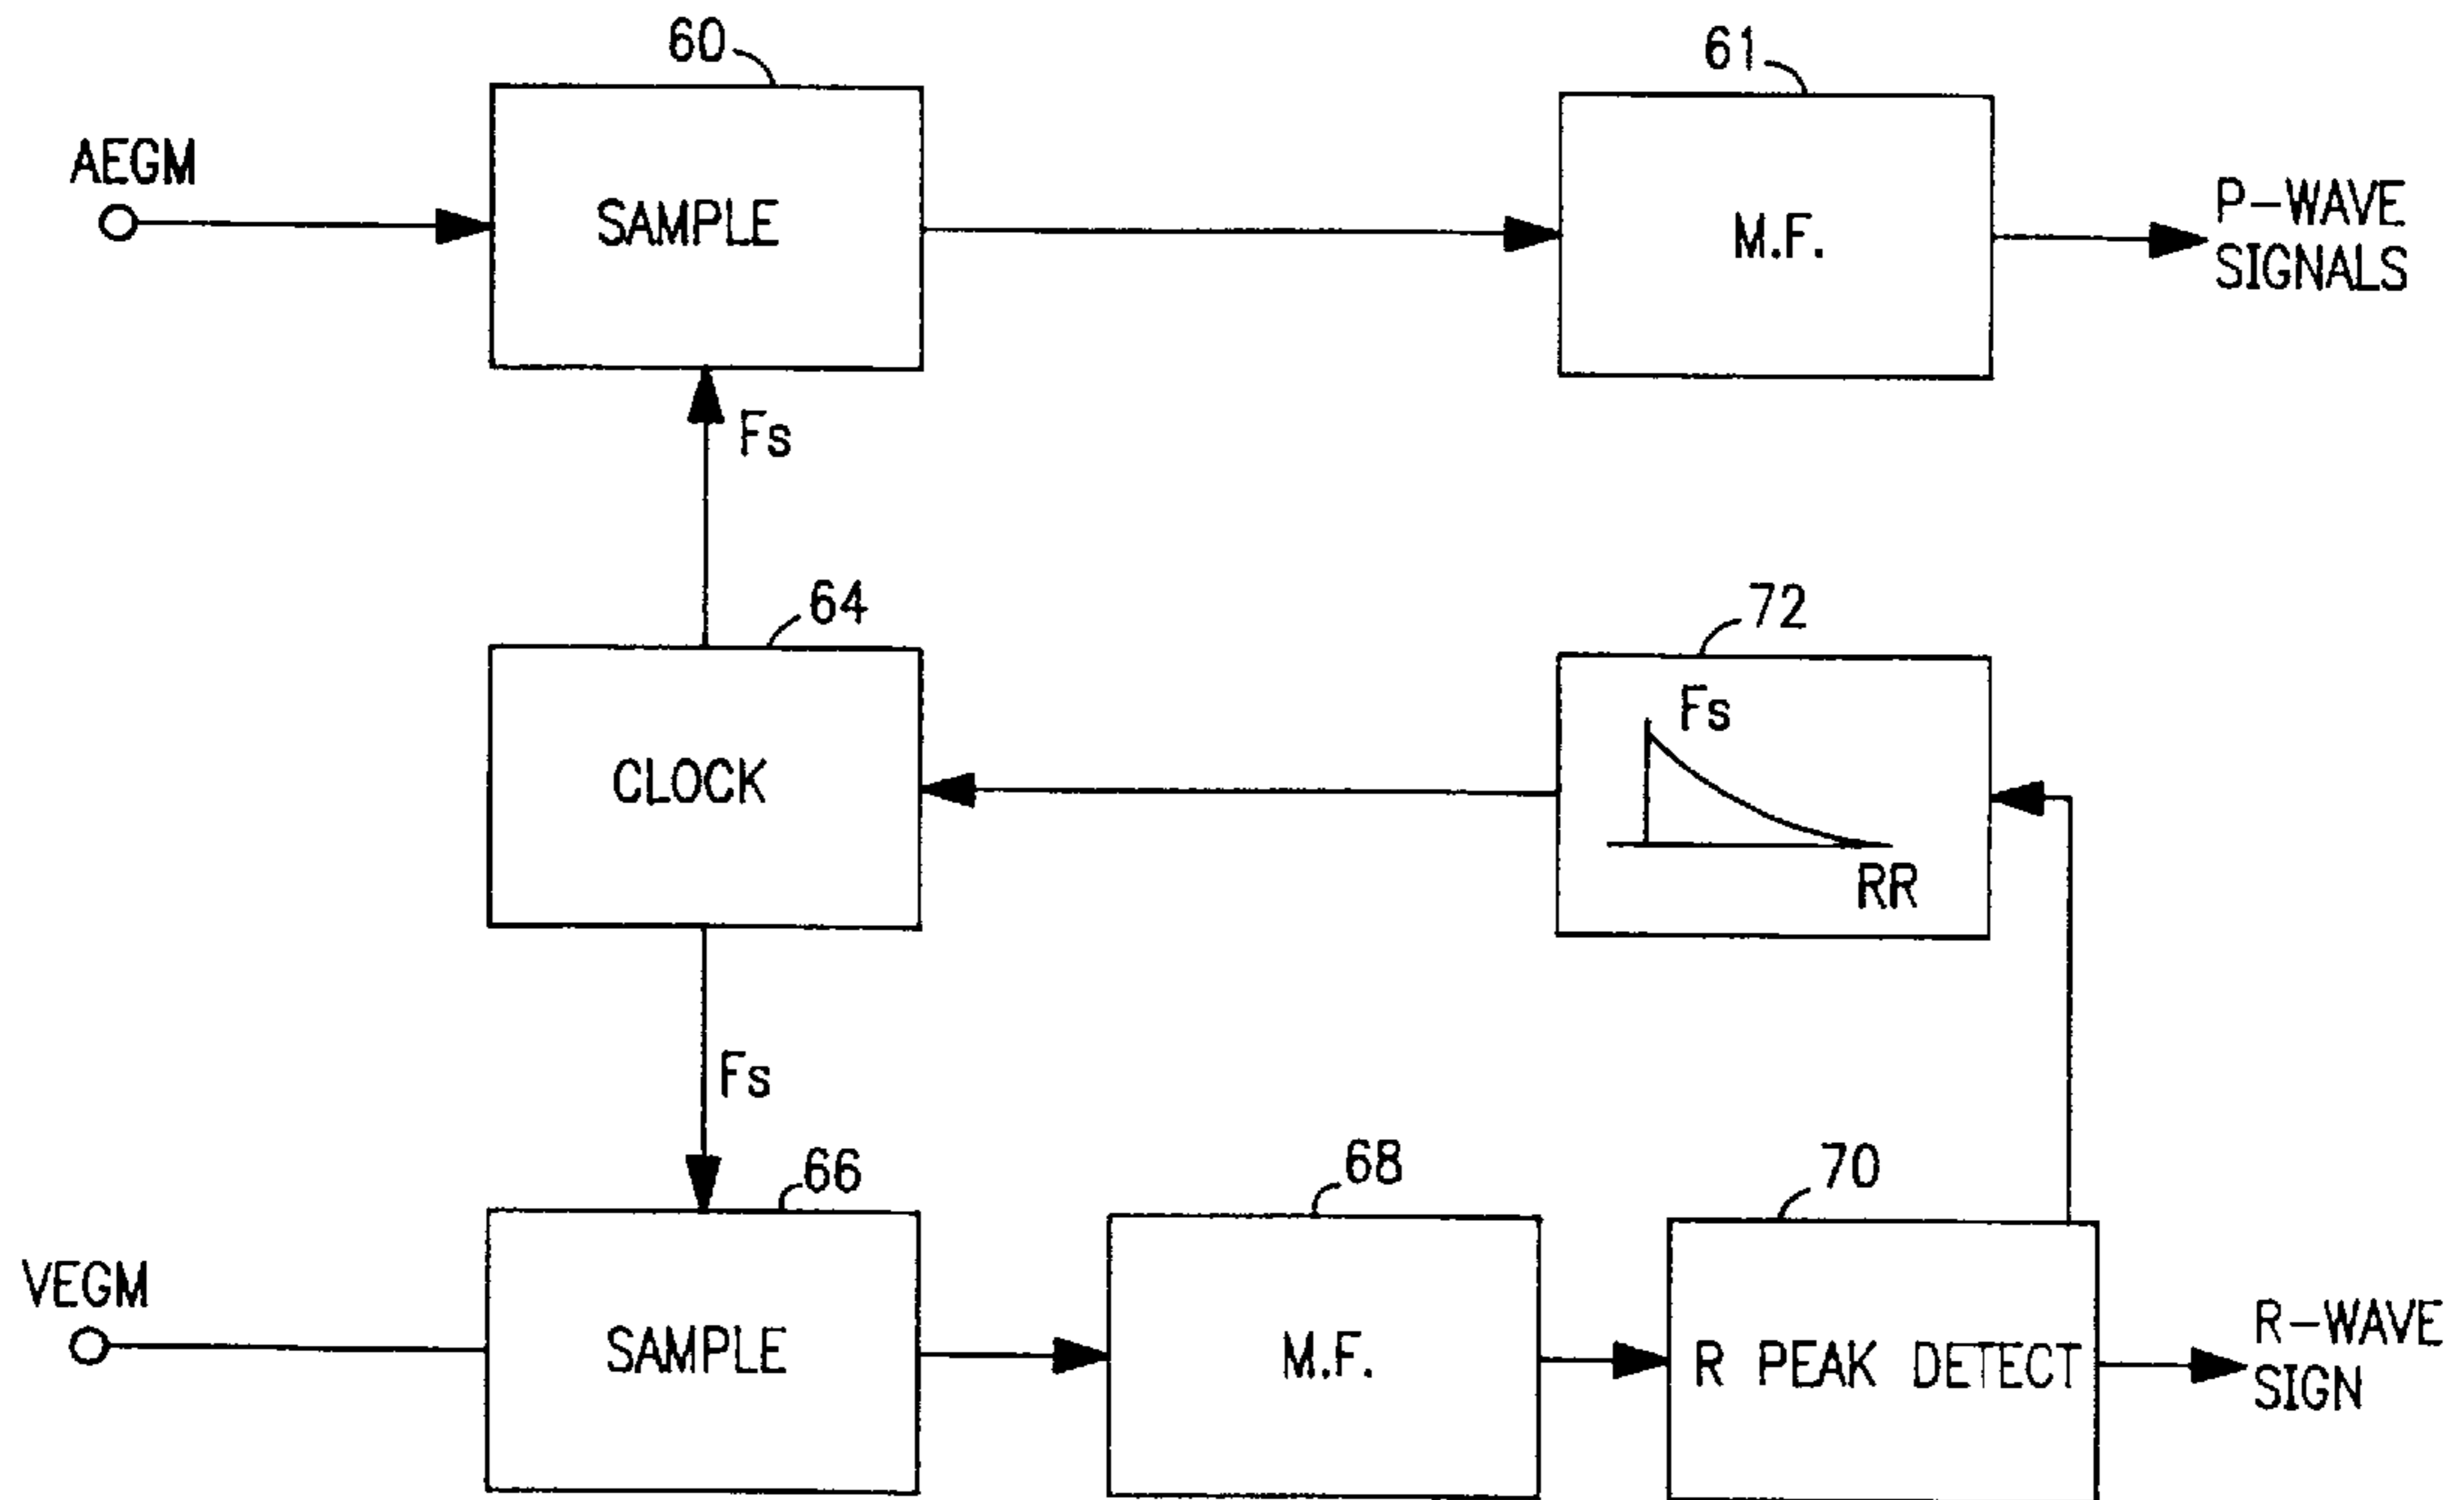 60
61
AEGM
SAMPLE
M.F.
P-WAVE
SIGNALS
Fs
64
72
CLOCK
Fs
RR
Fs
66
68
70
VEGM
SAMPLE
M.F.
R PEAK DETECT
R-WAVE
SIGN